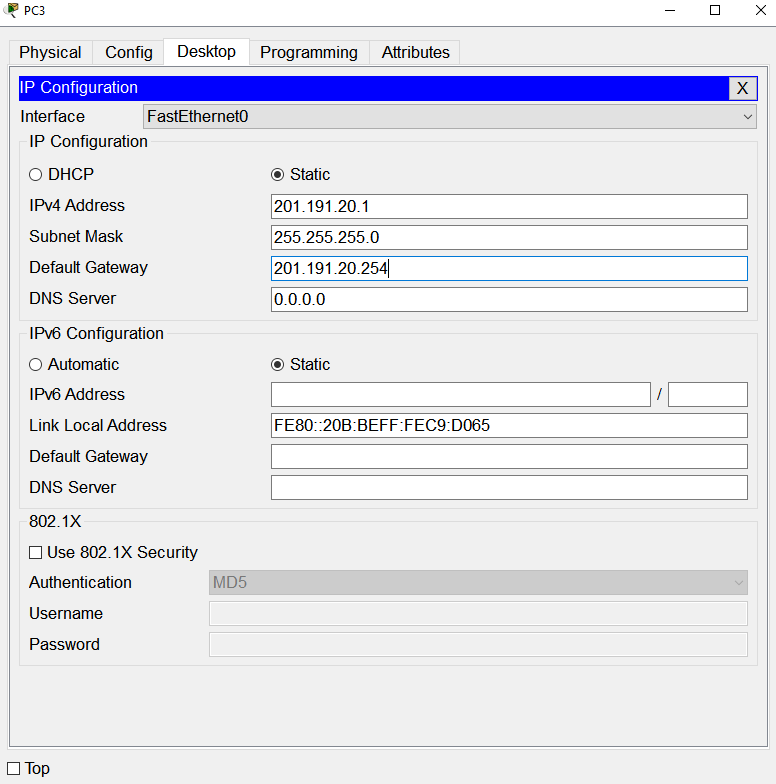 PC3
Physical Config Desktop Programming Attributes
IP Configuration X
Interface FastEthernet0
IP Configuration
DHCP Static
IPv4 Address 201.191.20.1
Subnet Mask 255.255.255.0
Default Gateway 201.191.20.254
DNS Server 0.0.0.0
IPv6 Configuration
Automatic Static
IPv6 Address /
Link Local Address FE80::20B:BEFF:FEC9:D065
Default Gateway
DNS Server
802.1X
Use 802.1X Security
Authentication MD5
Username
Password
Top